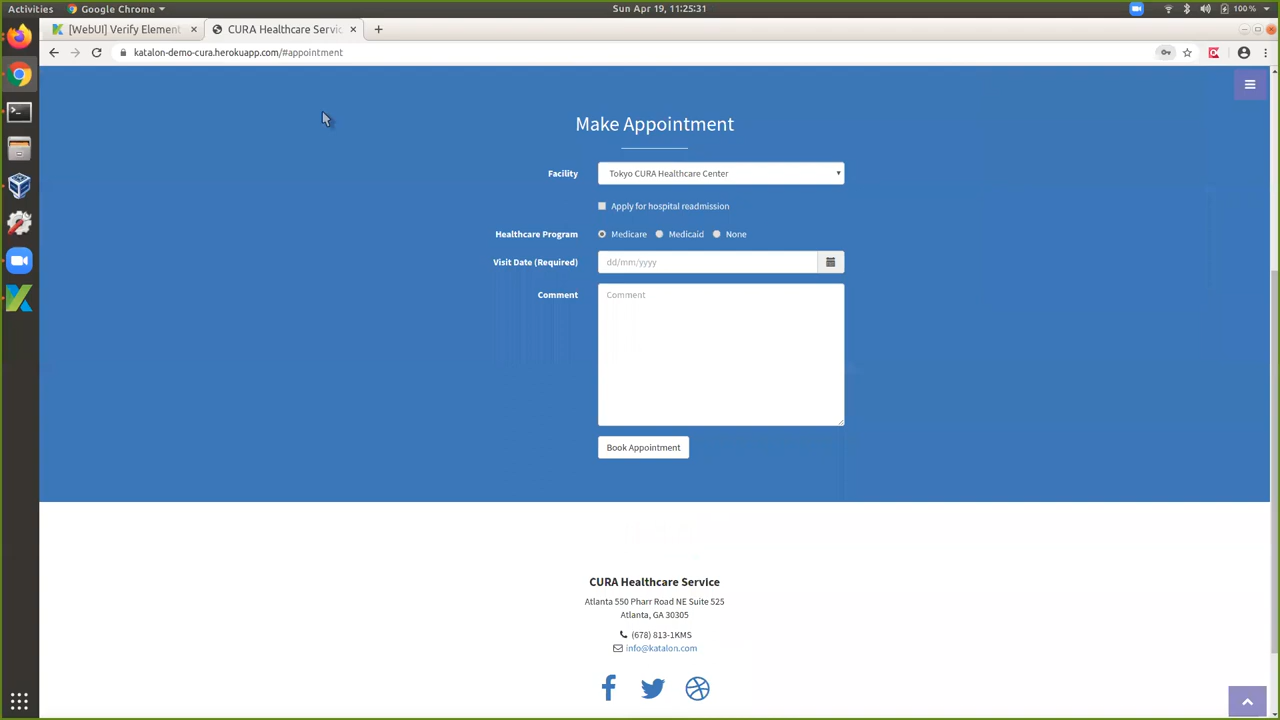 Activities
Google Chrome
Sun Apr 19, 11:25:31
100 %
[WebUI] Verify Element
CURA Healthcare Servic
katalon-demo-cura.herokuapp.com/#appointment
Make Appointment
Facility
Tokyo CURA Healthcare Center
Apply for hospital readmission
Healthcare Program
Medicare
Medicaid
None
Visit Date (Required)
dd/mm/yyyy
Comment
Comment
Book Appointment
CURA Healthcare Service
Atlanta 550 Pharr Road NE Suite 525
Atlanta, GA 30305
(678) 813-1KMS
info@katalon.com